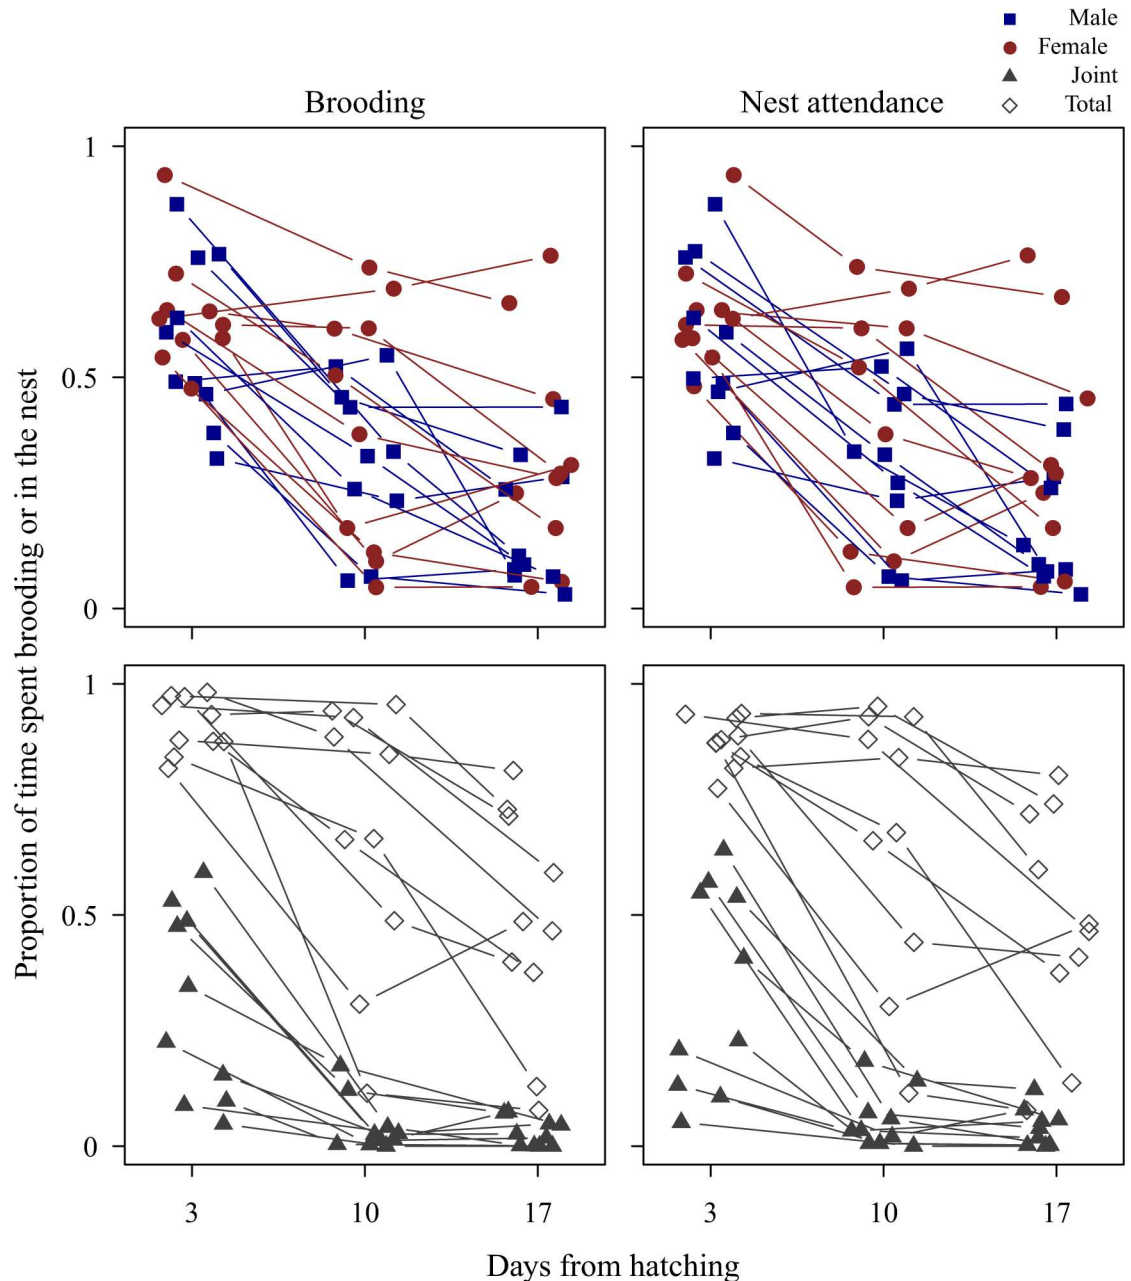 Male
Female
Joint
Total
Brooding
Nest attendance
Proportion of time spent brooding or in the nest
1
0.5
0
1
0.5
0
3
10
17
3
10
17
Days from hatching